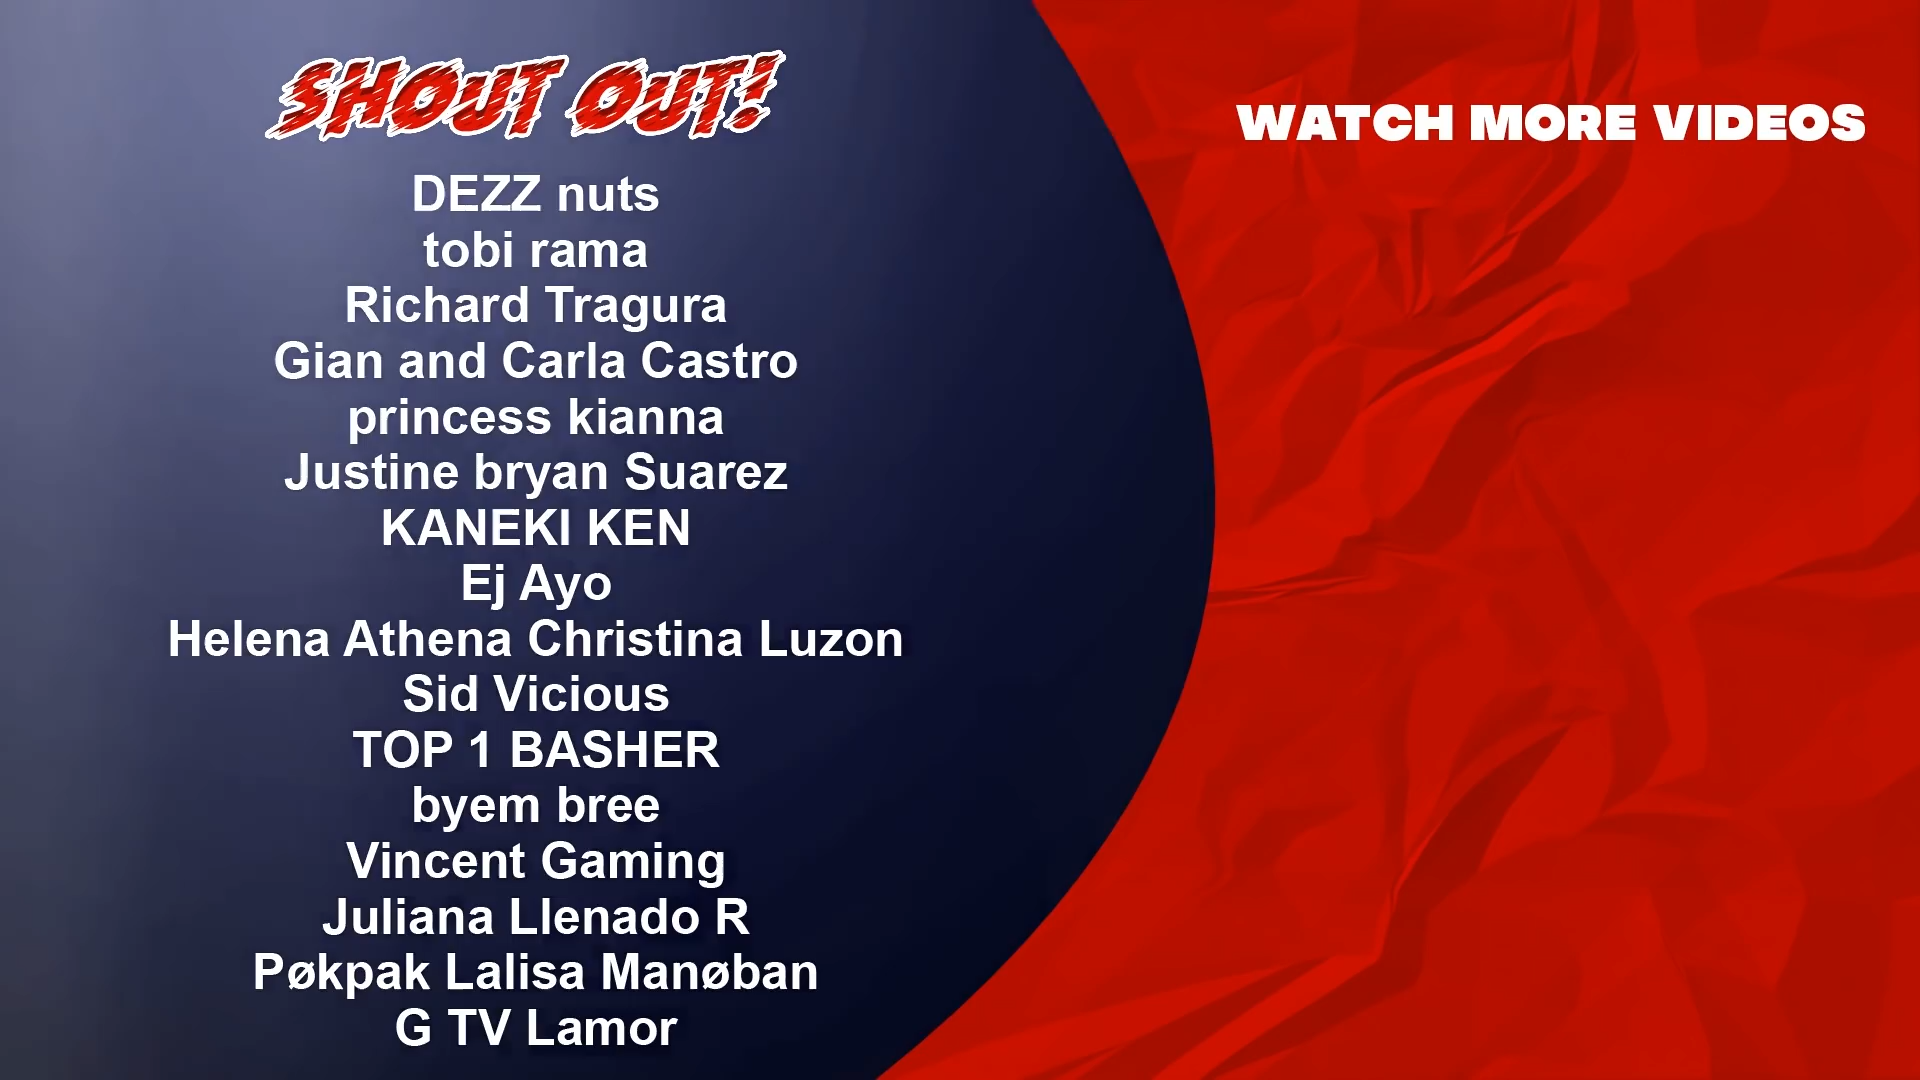 SHOUT OUT!
DEZZ nuts
tobi rama
Richard Tragura
Gian and Carla Castro
princess kianna
Justine bryan Suarez
KANEKI KEN
Ej Ayo
Helena Athena Christina Luzon
Sid Vicious
TOP 1 BASHER
byem bree
Vincent Gaming
Juliana Llenado R
Pøkpak Lalisa Manøban
G TV Lamor
WATCH MORE VIDEOS